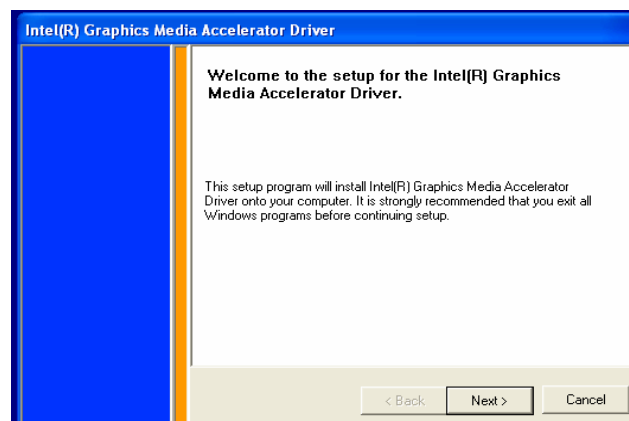 Intel(R) Graphics Media Accelerator Driver
Welcome to the setup for the Intel(R) Graphics
Media Accelerator Driver.
This setup program will install Intel(R) Graphics Media Accelerator
Driver onto your computer. It is strongly recommended that you exit all
Windows programs before continuing setup.
< Back
Next >
Cancel